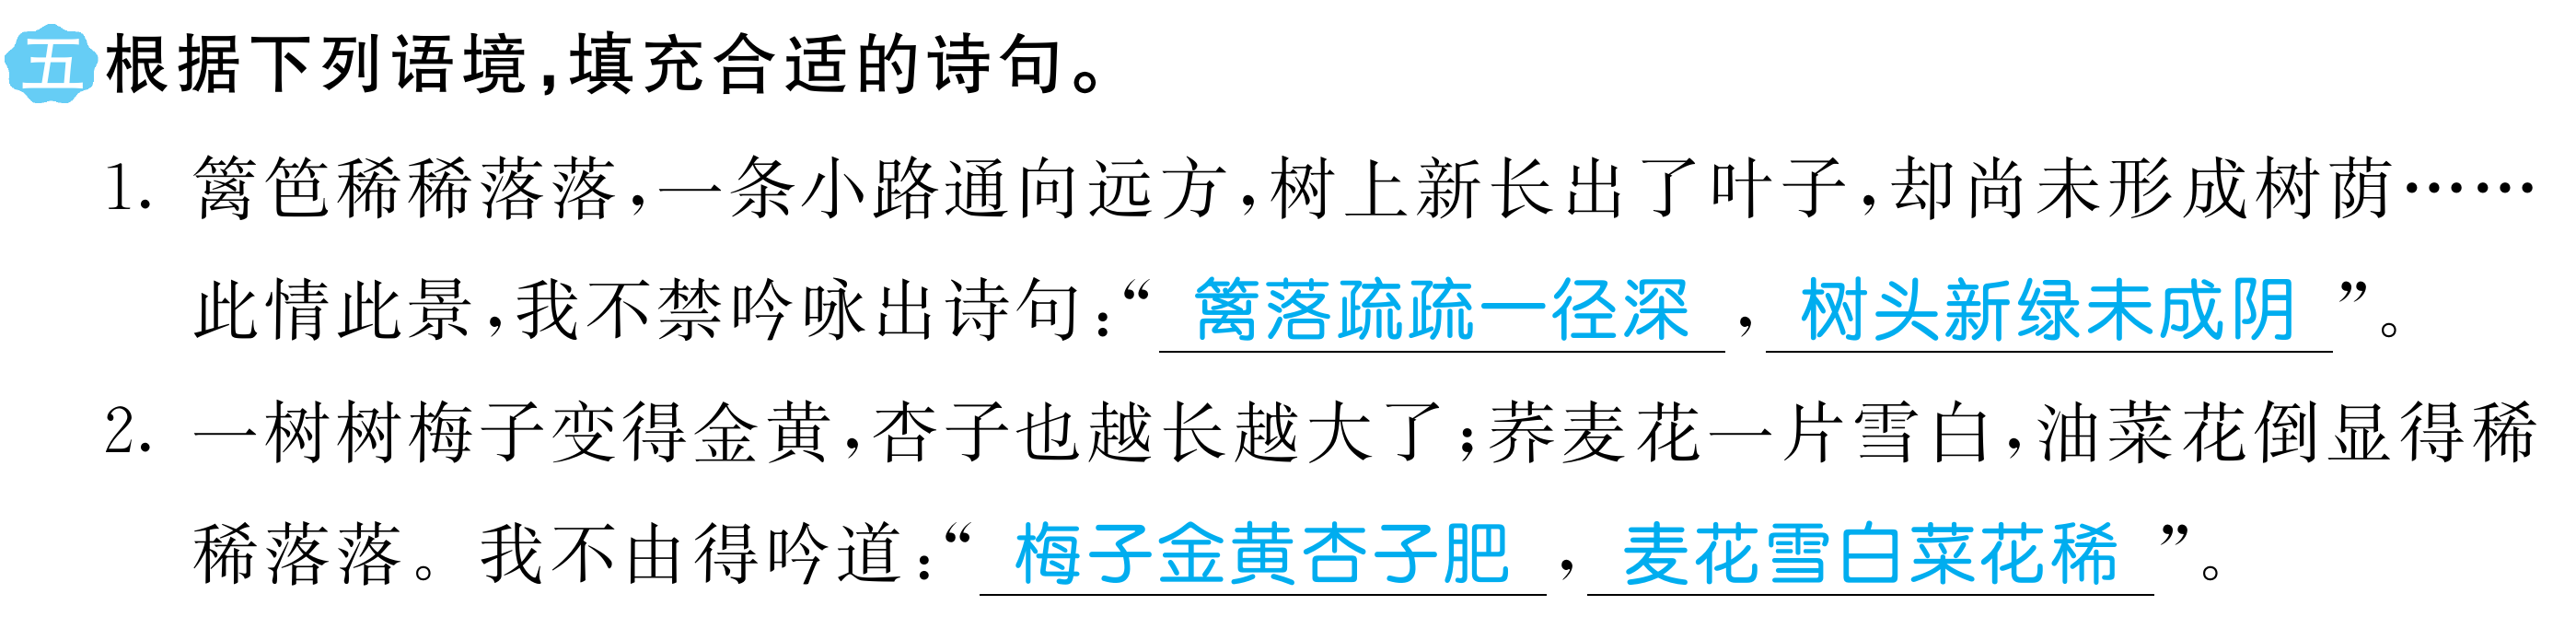 五 根据下列语境,填充合适的诗句。
1. 篱笆稀稀落落,一条小路通向远方,树上新长出了叶子,却尚未形成树荫……
此情此景,我不禁吟咏出诗句:“ 篱落疏疏一径深 , 树头新绿未成阴 ”。
2. 一树树梅子变得金黄,杏子也越长越大了;荞麦花一片雪白,油菜花倒显得稀
稀落落。我不由得吟道:“ 梅子金黄杏子肥 , 麦花雪白菜花稀 ”。